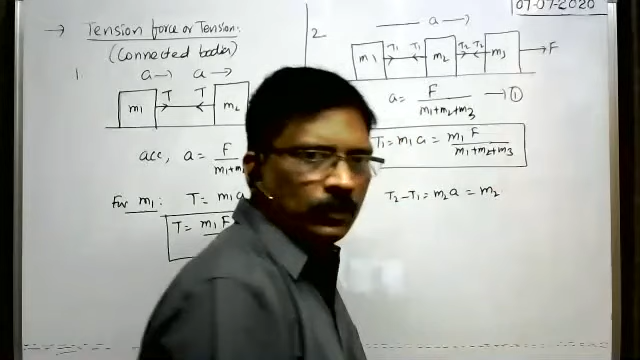 07-07-2020
→ Tension force or Tension:
(Connected bodies)
1 a→ a→
m1 T T m2
acc, a = F / m1+m
For m1: T = m1 a
T = m1 F
2 a →
m1 T1 T1 m2 T2 T2 m3 → F
a = F / m1+m2+m3 → ①
T1 = m1 a = m1 F / m1+m2+m3
T2 - T1 = m2 a = m2